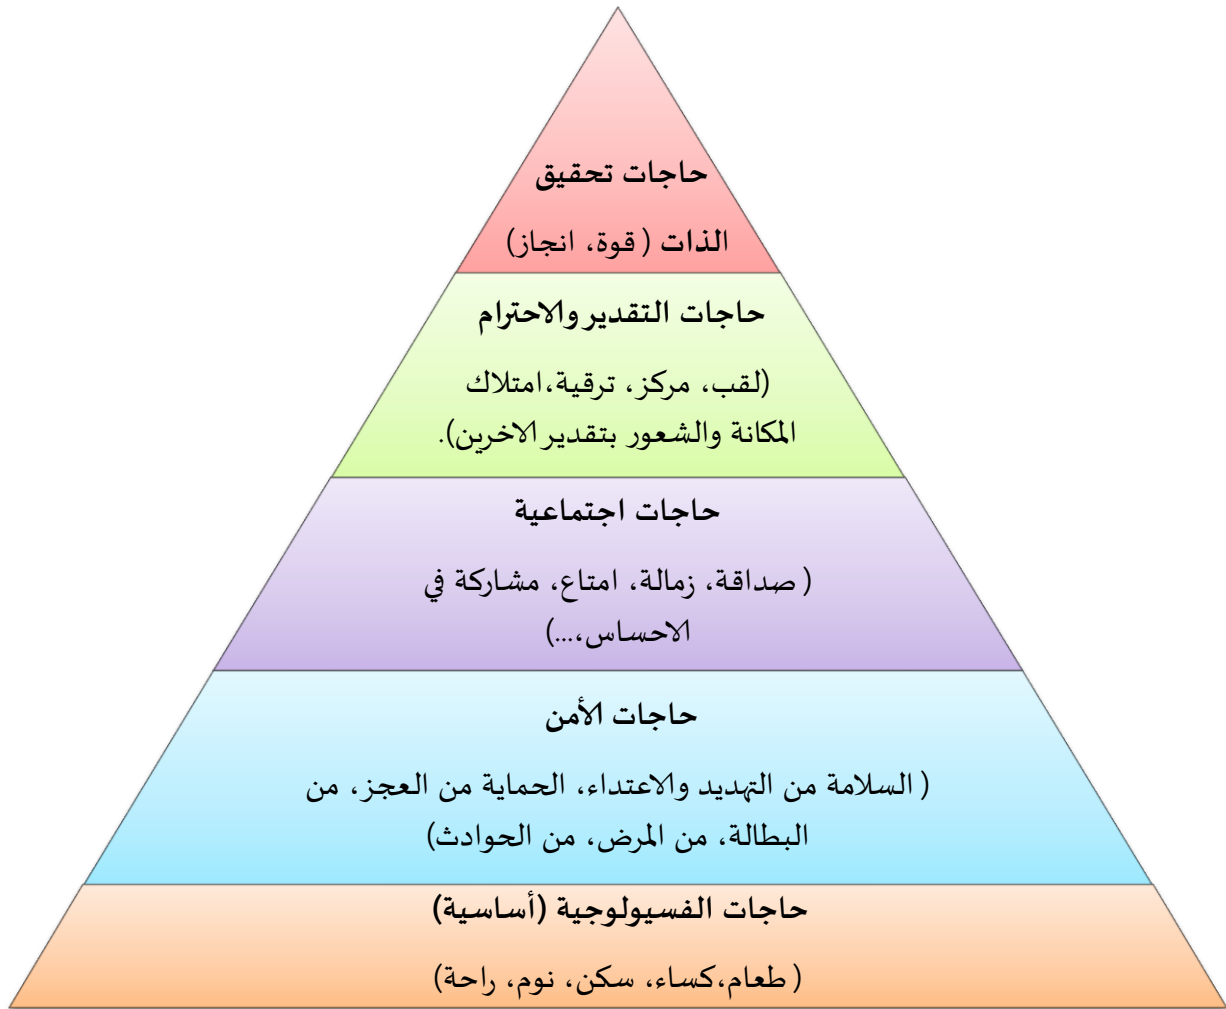 حاجات تحقيق
الذات ( قوة، انجاز)
حاجات التقدير والاحترام
(لقب، مركز، ترقية،امتلاك
المكانة والشعور بتقدير الاخرين).
حاجات اجتماعية
( صداقة، زمالة، امتاع، مشاركة في
الاحساس،...)
حاجات الأمن
( السلامة من التهديد والاعتداء، الحماية من العجز، من
البطالة، من المرض، من الحوادث)
حاجات الفسيولوجية (أساسية)
( طعام،كساء، سكن، نوم، راحة)